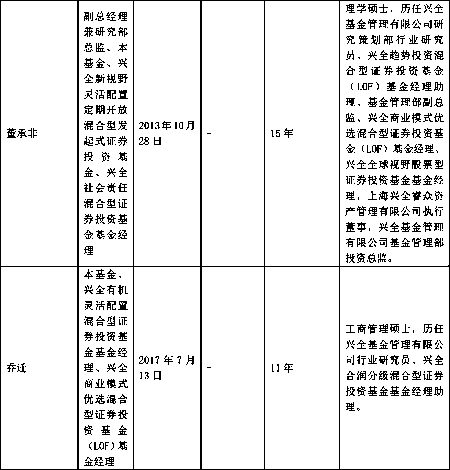 董承非
副总经理
兼研究部
总监、本
基金、兴
全新视野
灵活配置
定期开放
混合型发
起式证券
投资基
金、兴全
社会责任
混合型证
券投资基
金基金经
理
2013年10月
28日
-
15年
理学硕士，历任兴全
基金管理有限公司研
究策划部行业研究
员、兴全趋势投资混
合型证券投资基金
（LOF）基金经理助
理、基金管理部副总
监、兴全商业模式优
选混合型证券投资基
金（LOF）基金经理、
兴全全球视野股票型
证券投资基金基金经
理，上海兴全睿众资
产管理有限公司执行
董事，兴全基金管理
有限公司基金管理部
投资总监。
乔迁
本基金、
兴全有机
灵活配置
混合型证
券投资基
金基金经
理、兴全
商业模式
优选混合
型证券投
资基金
（LOF）基
金经理
2017年7月
13日
-
11年
工商管理硕士，历任
兴全基金管理有限公
司行业研究员、兴全
合润分级混合型证券
投资基金基金经理助
理。